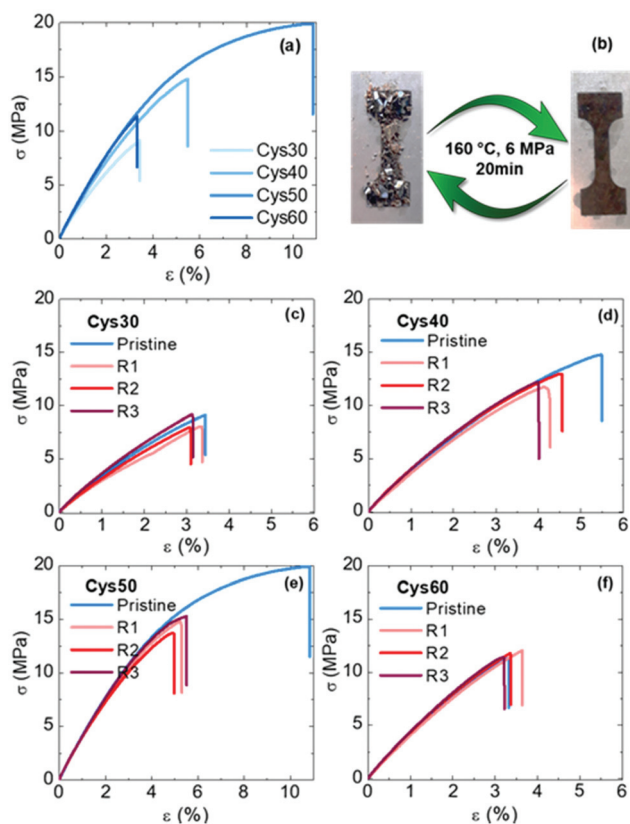 (a)
σ (MPa)
20
15
10
5
0
Cys30
Cys40
Cys50
Cys60
0 2 4 6 8 10
ε (%)
(b)
160 °C, 6 MPa
20min
(c)
Cys30
Pristine
R1
R2
R3
σ (MPa)
20
15
10
5
0
0 1 2 3 4 5 6
ε (%)
(d)
Cys40
Pristine
R1
R2
R3
σ (MPa)
20
15
10
5
0
0 1 2 3 4 5 6
ε (%)
(e)
Cys50
Pristine
R1
R2
R3
σ (MPa)
20
15
10
5
0
0 2 4 6 8 10
ε (%)
(f)
Cys60
Pristine
R1
R2
R3
σ (MPa)
20
15
10
5
0
0 1 2 3 4 5 6
ε (%)